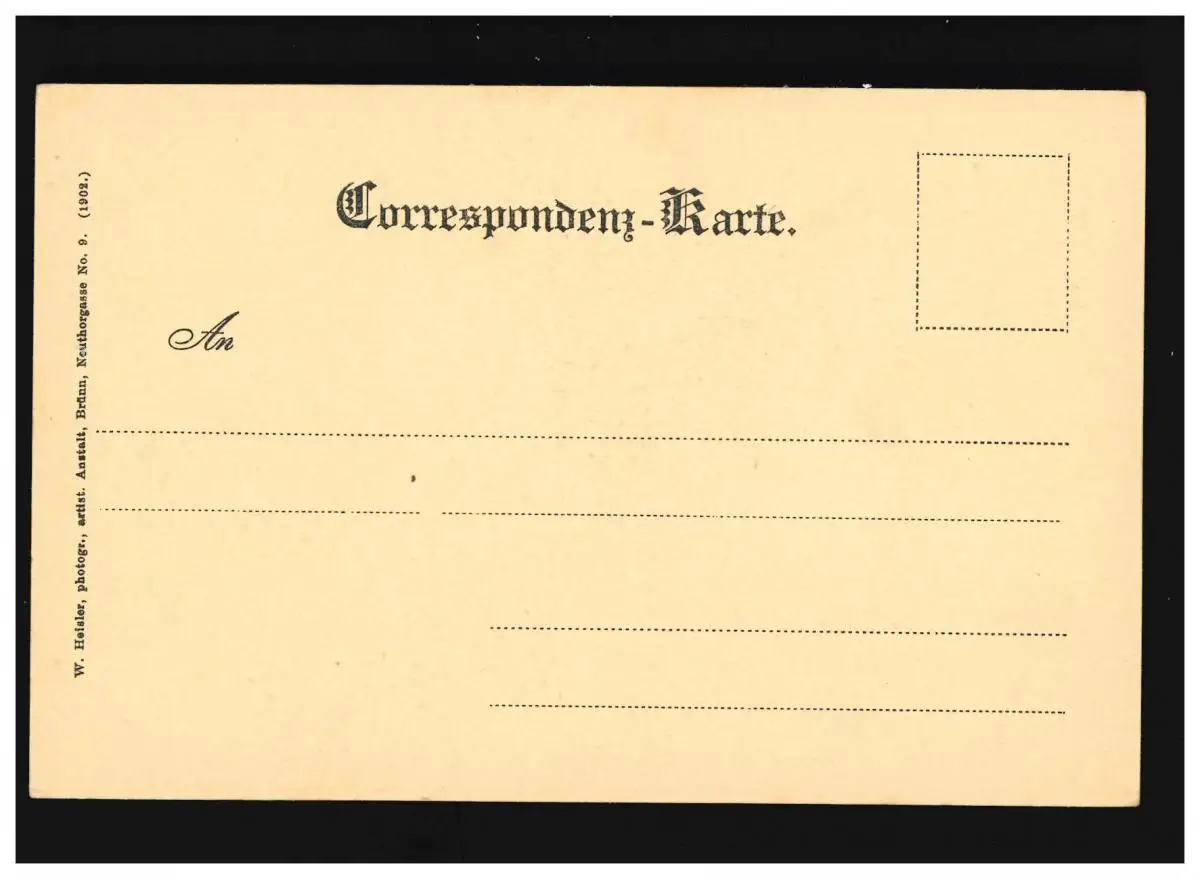 Correspondenz-Karte.
An
W. Heisler, photogr., artist. Anstalt, Brünn, Neuthorgasse No. 9. (1902.)